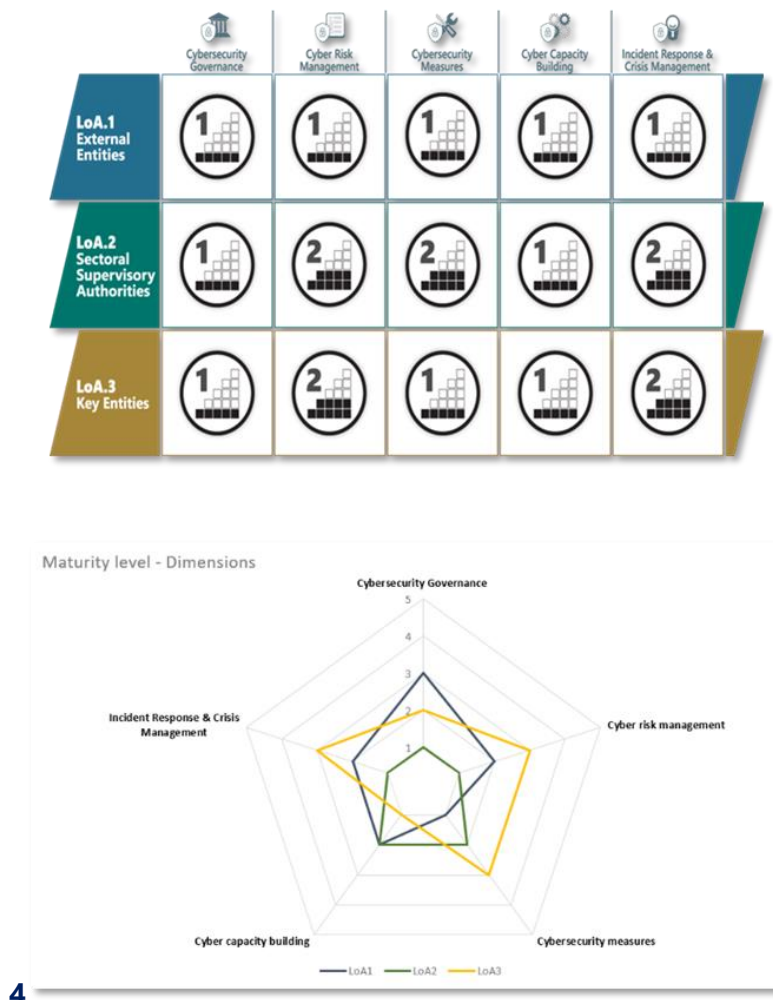 Cybersecurity
Governance
Cyber Risk
Management
Cybersecurity
Measures
Cyber Capacity
Building
Incident Response &
Crisis Management
LoA.1
External
Entities
1
1
1
1
1
LoA.2
Sectoral
Supervisory
Authorities
1
2
2
1
2
LoA.3
Key Entities
1
2
1
1
2
Maturity level - Dimensions
Cybersecurity Governance
5
4
3
2
1
Incident Response & Crisis
Management
Cyber risk management
Cyber capacity building
Cybersecurity measures
LoA1
LoA2
LoA3
4